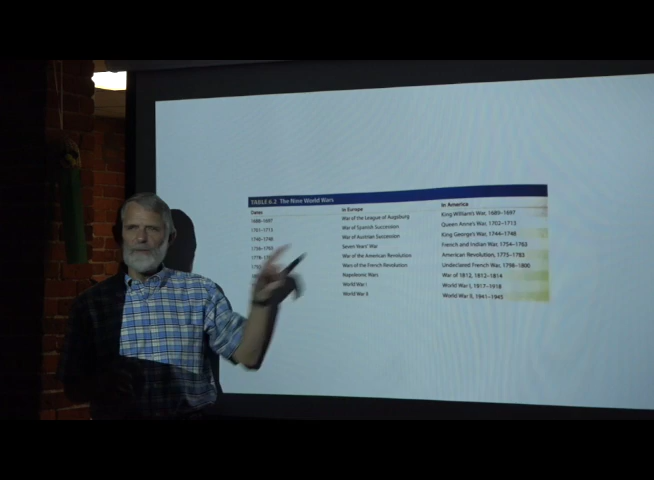 TABLE 6.2 The Nine World Wars
Dates In Europe In America
1688–1697 War of the League of Augsburg King William's War, 1689–1697
1701–1713 War of Spanish Succession Queen Anne's War, 1702–1713
1740–1748 War of Austrian Succession King George's War, 1744–1748
1756–1763 Seven Years' War French and Indian War, 1754–1763
1778– War of the American Revolution American Revolution, 1775–1783
Wars of the French Revolution Undeclared French War, 1798–1800
Napoleonic Wars War of 1812, 1812–1814
World War I World War I, 1917–1918
World War II World War II, 1941–1945